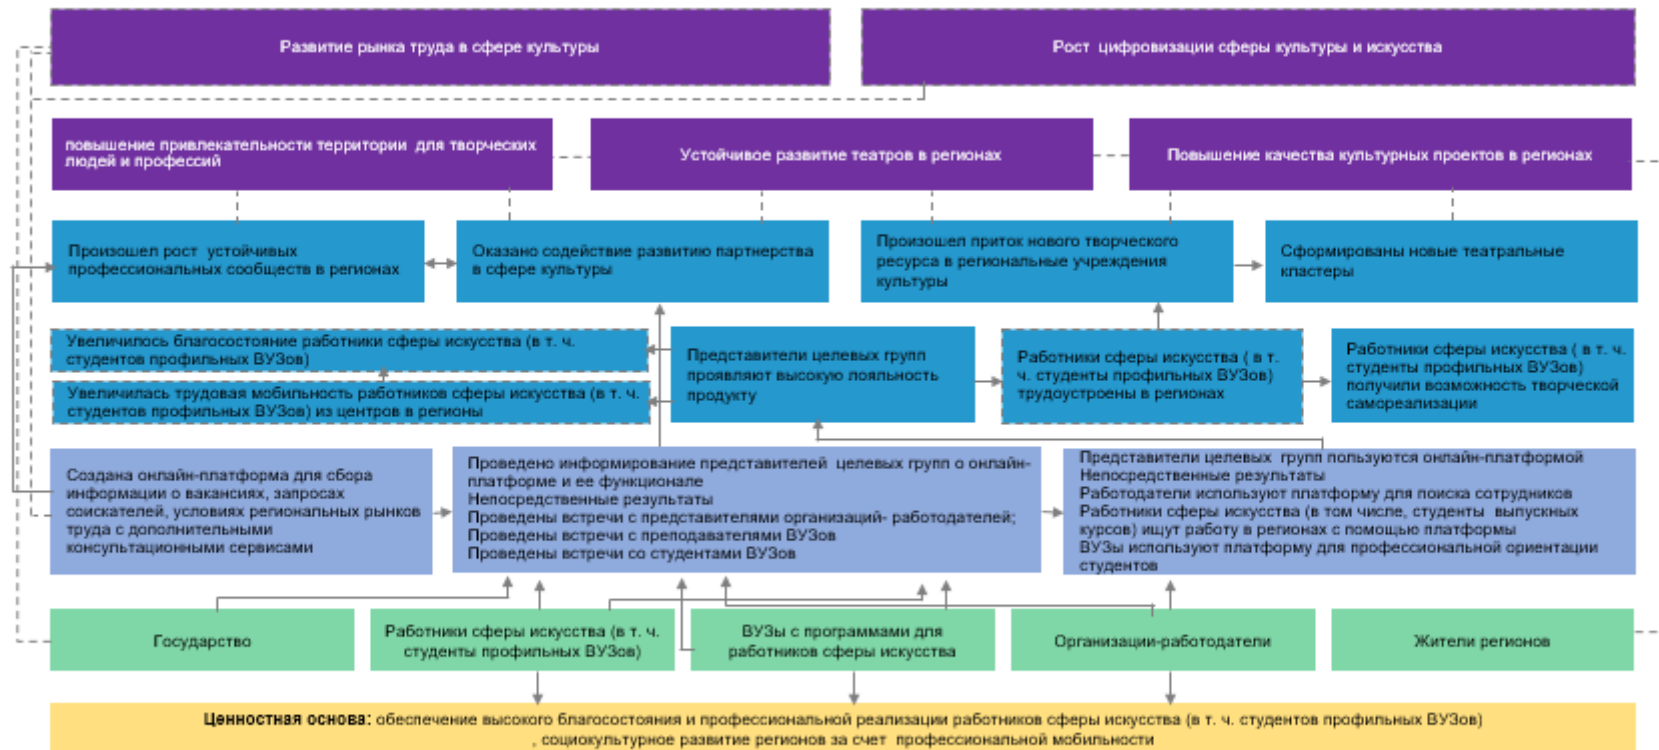 Развитие рынка труда в сфере культуры
Рост цифровизации сферы культуры и искусства
повышение привлекательности территории для творческих
людей и профессий
Устойчивое развитие театров в регионах
Повышение качества культурных проектов в регионах
Произошел рост устойчивых
профессиональных сообществ в регионах
Оказано содействие развитию партнерства
в сфере культуры
Произошел приток нового творческого
ресурса в региональные учреждения
культуры
Сформированы новые театральные
кластеры
Увеличилось благосостояние работники сферы искусства (в т. ч.
студентов профильных ВУЗов)
Увеличилась трудовая мобильность работников сферы искусства (в т. ч.
студентов профильных ВУЗов) из центров в регионы
Представители целевых групп
проявляют высокую лояльность
продукту
Работники сферы искусства ( в т.
ч. студенты профильных ВУЗов)
трудоустроены в регионах
Работники сферы искусства ( в т. ч.
студенты профильных ВУЗов)
получили возможность творческой
самореализации
Создана онлайн-платформа для сбора
информации о вакансиях, запросах
соискателей, условиях региональных рынков
труда с дополнительными
консультационными сервисами
Проведено информирование представителей целевых групп о онлайн-
платформе и ее функционале
Непосредственные результаты
Проведены встречи с представителями организаций- работодателей;
Проведены встречи с преподавателями ВУЗов
Проведены встречи со студентами ВУЗов
Представители целевых групп пользуются онлайн-платформой
Непосредственные результаты
Работодатели используют платформу для поиска сотрудников
Работники сферы искусства (в том числе, студенты выпускных
курсов) ищут работу в регионах с помощью платформы
ВУЗы используют платформу для профессиональной ориентации
студентов
Государство
Работники сферы искусства (в т. ч.
студенты профильных ВУЗов)
ВУЗы с программами для
работников сферы искусства
Организации-работодатели
Жители регионов
Ценностная основа: обеспечение высокого благосостояния и профессиональной реализации работников сферы искусства (в т. ч. студентов профильных ВУЗов)
, социокультурное развитие регионов за счет профессиональной мобильности